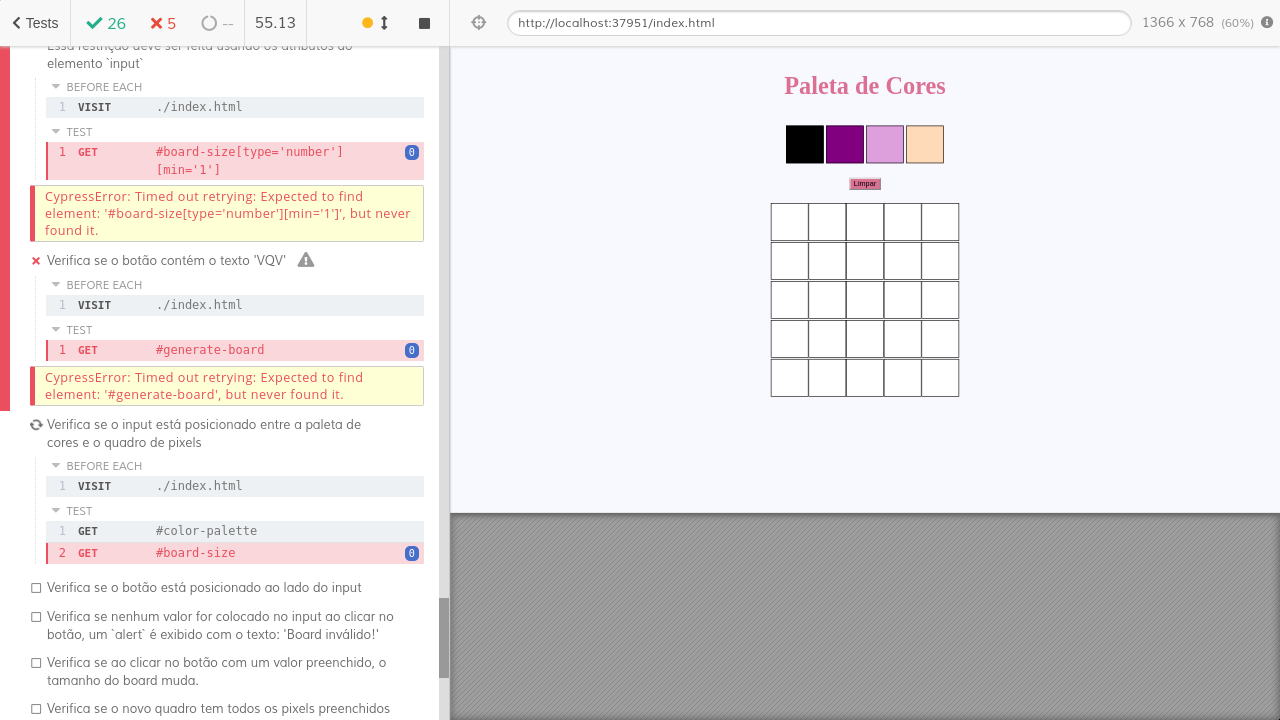 Tests
26
5
--
55.13
http://localhost:37951/index.html
1366 x 768 (60%)
Essa restrição deve ser feita usando os atributos do
elemento `input`
BEFORE EACH
1 VISIT ./index.html
TEST
1 GET #board-size[type='number'] 0
[min='1']
CypressError: Timed out retrying: Expected to find
element: '#board-size[type='number'][min='1']', but never
found it.
Verifica se o botão contém o texto 'VQV'
BEFORE EACH
1 VISIT ./index.html
TEST
1 GET #generate-board 0
CypressError: Timed out retrying: Expected to find
element: '#generate-board', but never found it.
Verifica se o input está posicionado entre a paleta de
cores e o quadro de pixels
BEFORE EACH
1 VISIT ./index.html
TEST
1 GET #color-palette
2 GET #board-size 0
Verifica se o botão está posicionado ao lado do input
Verifica se nenhum valor for colocado no input ao clicar no
botão, um `alert` é exibido com o texto: 'Board inválido!'
Verifica se ao clicar no botão com um valor preenchido, o
tamanho do board muda.
Verifica se o novo quadro tem todos os pixels preenchidos
Paleta de Cores
Limpar